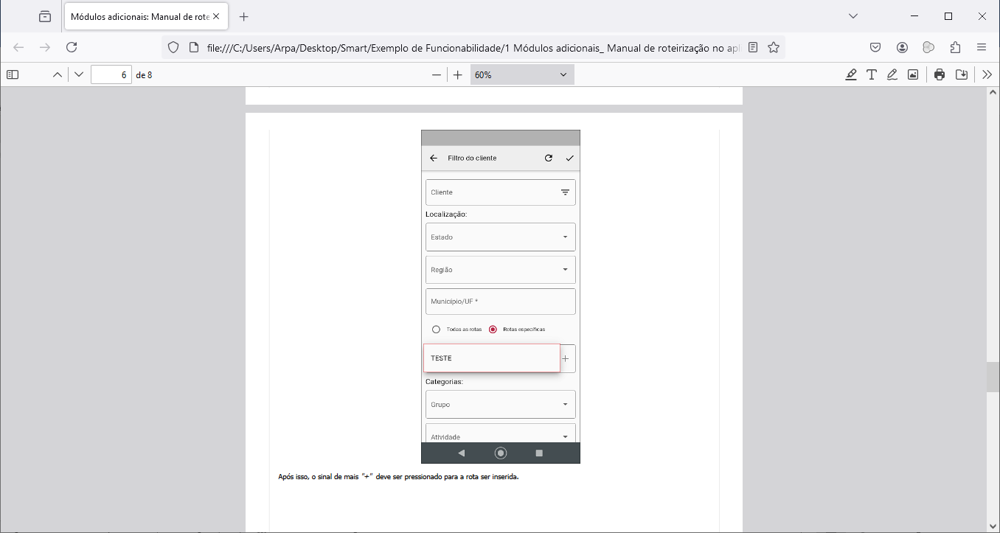 Módulos adicionais: Manual de rote
file:///C:/Users/Arpa/Desktop/Smart/Exemplo de Funcionabilidade/1 Módulos adicionais_ Manual de roteirização no apl
6 de 8
60%
Filtro do cliente
Cliente
Localização:
Estado
Região
Município/UF *
Todas as rotas Rotas específicas
TESTE
Categorias:
Grupo
Atividade
Após isso, o sinal de mais "+" deve ser pressionado para a rota ser inserida.